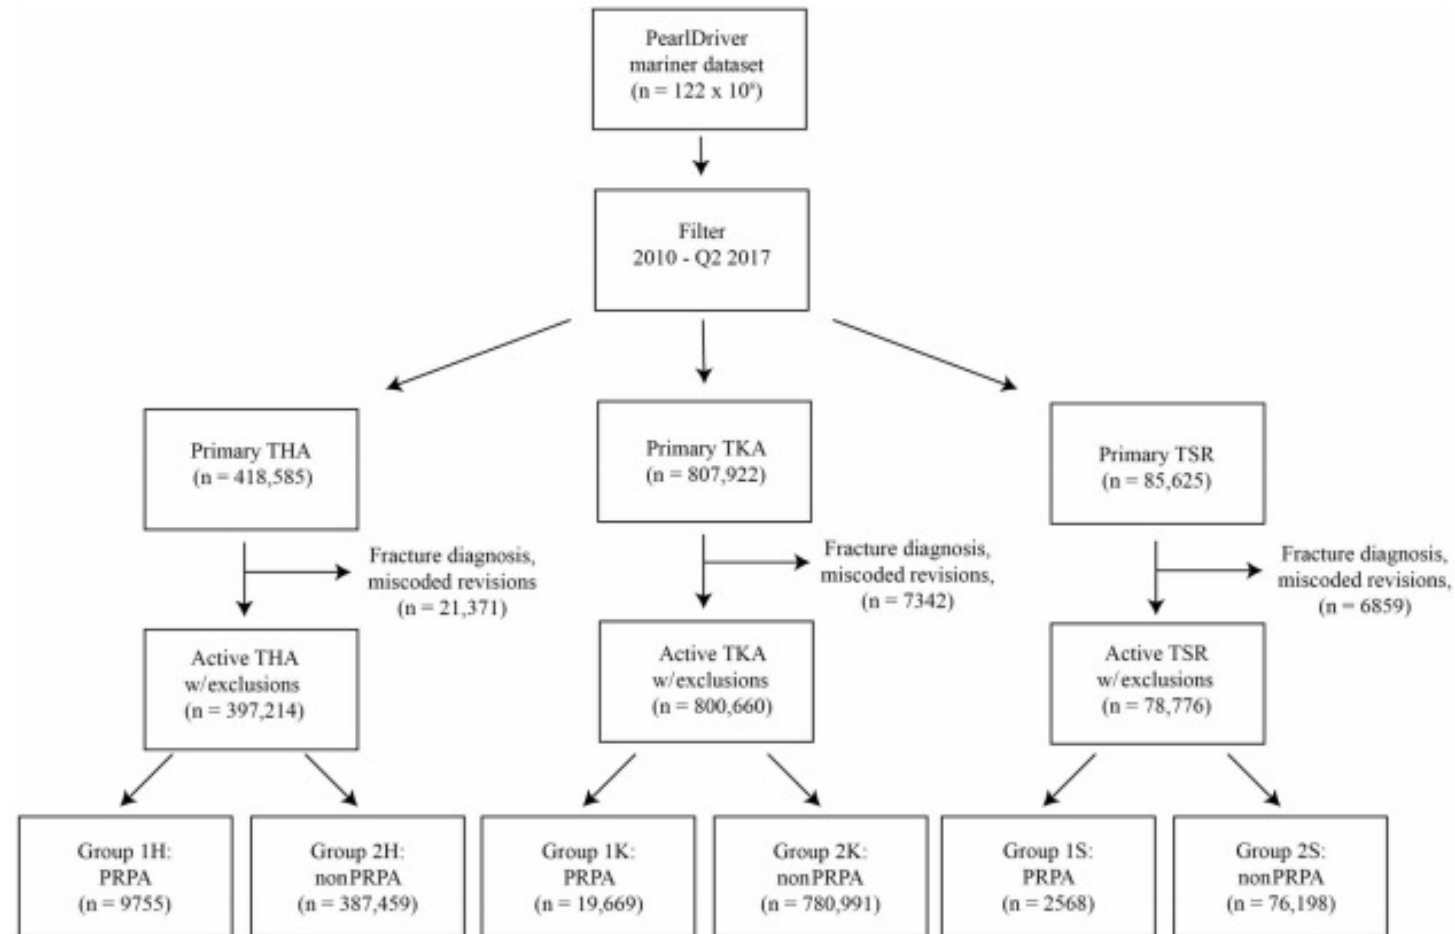 PearlDriver
mariner dataset
(n = 122 x 10⁶)
Filter
2010 - Q2 2017
Primary THA
(n = 418,585)
Primary TKA
(n = 807,922)
Primary TSR
(n = 85,625)
Fracture diagnosis,
miscoded revisions
(n = 21,371)
Fracture diagnosis,
miscoded revisions,
(n = 7342)
Fracture diagnosis,
miscoded revisions,
(n = 6859)
Active THA
w/exclusions
(n = 397,214)
Active TKA
w/exclusions
(n = 800,660)
Active TSR
w/exclusions
(n = 78,776)
Group 1H:
PRPA
(n = 9755)
Group 2H:
nonPRPA
(n = 387,459)
Group 1K:
PRPA
(n = 19,669)
Group 2K:
nonPRPA
(n = 780,991)
Group 1S:
PRPA
(n = 2568)
Group 2S:
nonPRPA
(n = 76,198)